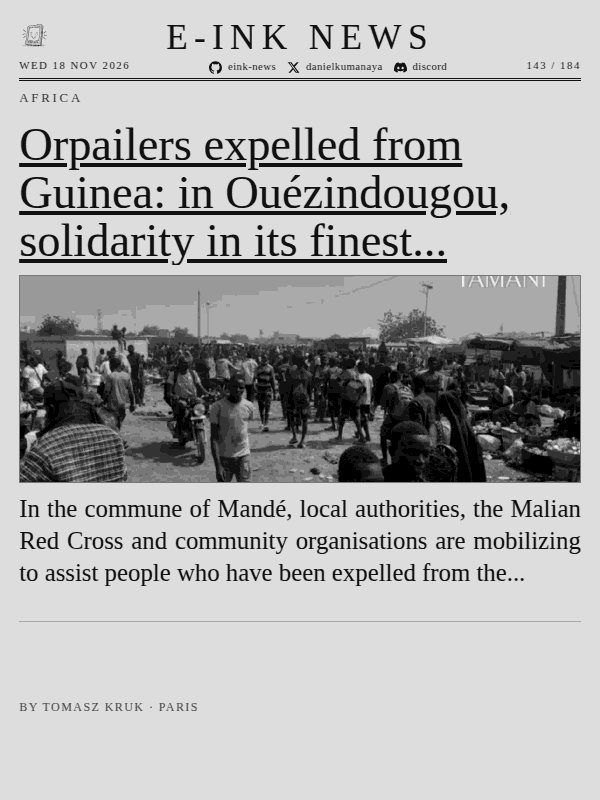 E-INK NEWS
WED 18 NOV 2026
eink-news danielkumanaya discord
143 / 184
AFRICA
Orpailers expelled from
Guinea: in Ouézindougou,
solidarity in its finest...
TAMANI
In the commune of Mandé, local authorities, the Malian
Red Cross and community organisations are mobilizing
to assist people who have been expelled from the...
BY TOMASZ KRUK · PARIS